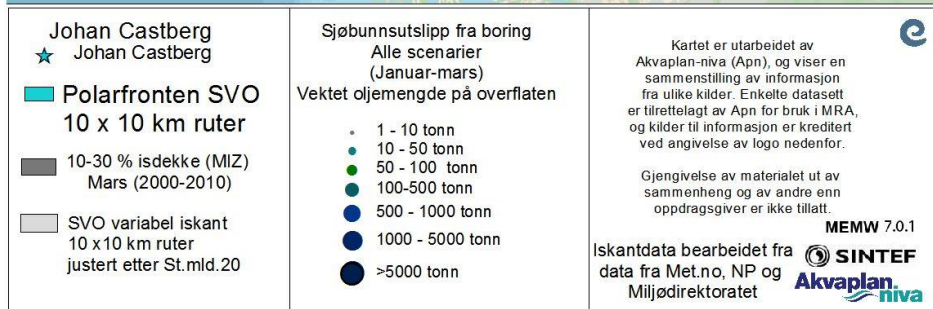 Johan Castberg
Johan Castberg
Polarfronten SVO
10 x 10 km ruter
10-30 % isdekke (MIZ)
Mars (2000-2010)
SVO variabel iskant
10 x10 km ruter
justert etter St.mld.20
Sjøbunnsutslipp fra boring
Alle scenarier
(Januar-mars)
Vektet oljemengde på overflaten
1 - 10 tonn
10 - 50 tonn
50 - 100 tonn
100-500 tonn
500 - 1000 tonn
1000 - 5000 tonn
>5000 tonn
Kartet er utarbeidet av
Akvaplan-niva (Apn), og viser en
sammenstilling av informasjon
fra ulike kilder. Enkelte datasett
er tilrettelagt av Apn for bruk i MRA,
og kilder til informasjon er kreditert
ved angivelse av logo nedenfor.
Gjengivelse av materialet ut av
sammenheng og av andre enn
oppdragsgiver er ikke tillatt.
MEMW 7.0.1
Iskantdata bearbeidet fra
data fra Met.no, NP og
Miljødirektoratet
SINTEF
Akvaplan
niva